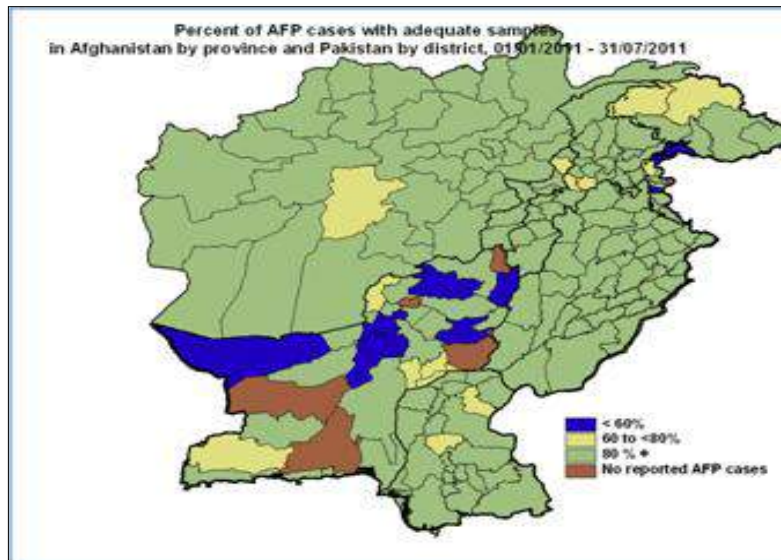 Percent of AFP cases with adequate samples
in Afghanistan by province and Pakistan by district, 01/01/2011 - 31/07/2011
< 60%
60 to <80%
80 % +
No reported AFP cases